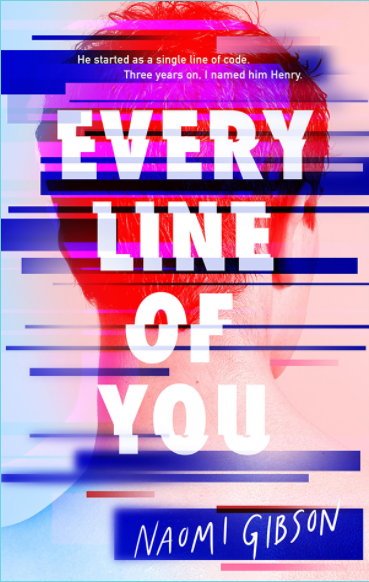 He started as a single line of code.
Three years on, I named him Henry.
EVERY
LINE
OF
YOU
NAOMI GIBSON